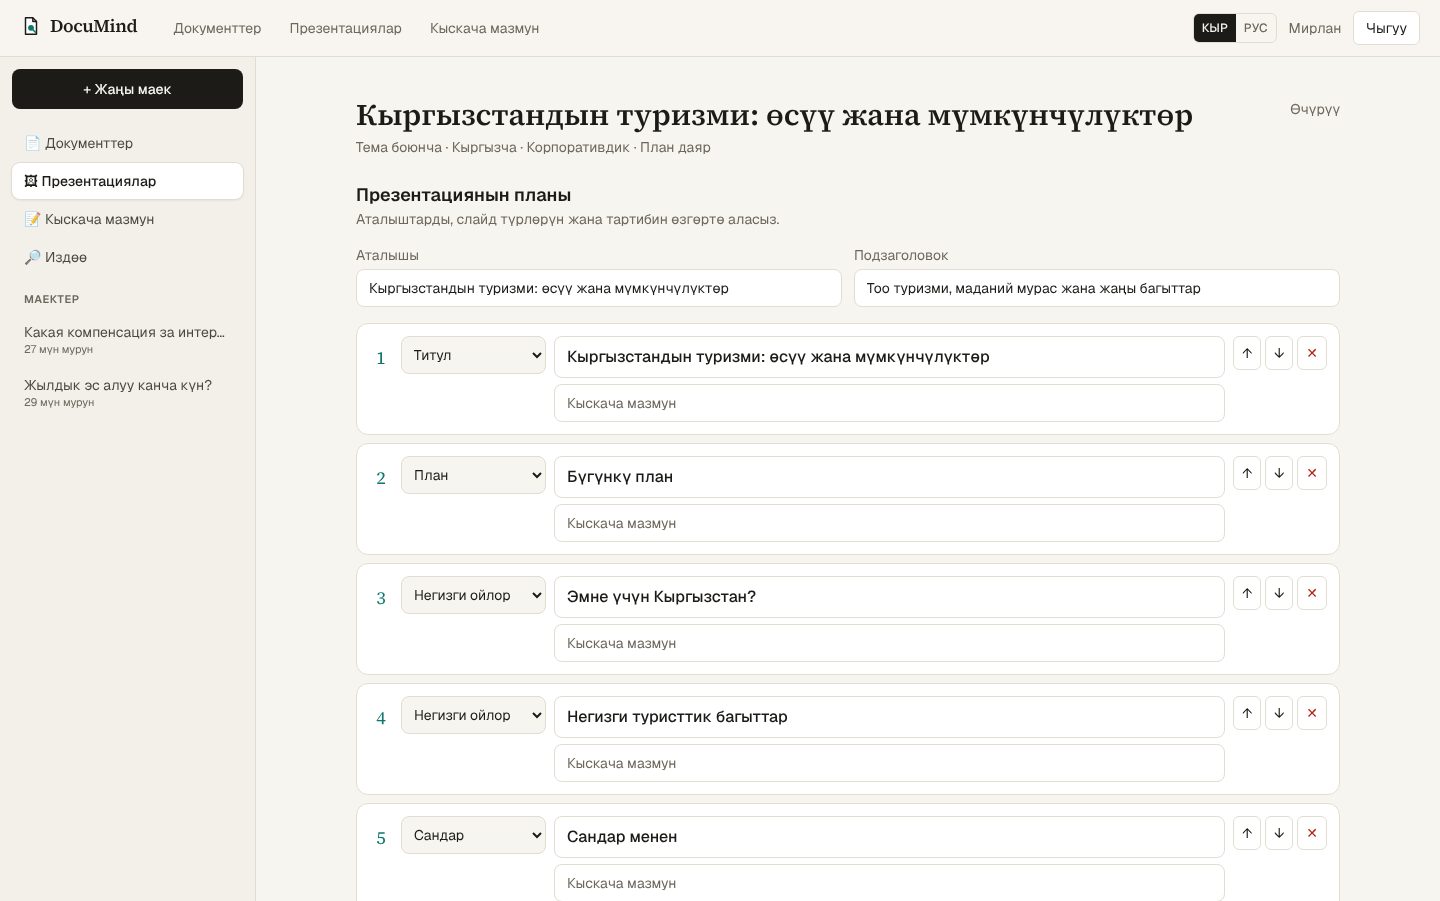 DocuMind
Документтер
Презентациялар
Кыскача мазмун
КЫР
РУС
Мирлан
Чыгуу
+ Жаңы маек
Документтер
Презентациялар
Кыскача мазмун
Издөө
МАЕКТЕР
Какая компенсация за интер...
27 мүн мурун
Жылдык эс алуу канча күн?
29 мүн мурун
Кыргызстандын туризми: өсүү жана мүмкүнчүлүктөр
Өчүрүү
Тема боюнча · Кыргызча · Корпоративдик · План даяр
Презентациянын планы
Аталыштарды, слайд түрлөрүн жана тартибин өзгөртө аласыз.
Аталышы
Подзаголовок
Кыргызстандын туризми: өсүү жана мүмкүнчүлүктөр
Тоо туризми, маданий мурас жана жаңы багыттар
1
Титул
Кыргызстандын туризми: өсүү жана мүмкүнчүлүктөр
↑ ↓ ✕
Кыскача мазмун
2
План
Бүгүнкү план
↑ ↓ ✕
Кыскача мазмун
3
Негизги ойлор
Эмне үчүн Кыргызстан?
↑ ↓ ✕
Кыскача мазмун
4
Негизги ойлор
Негизги туристтик багыттар
↑ ↓ ✕
Кыскача мазмун
5
Сандар
Сандар менен
↑ ↓ ✕
Кыскача мазмун